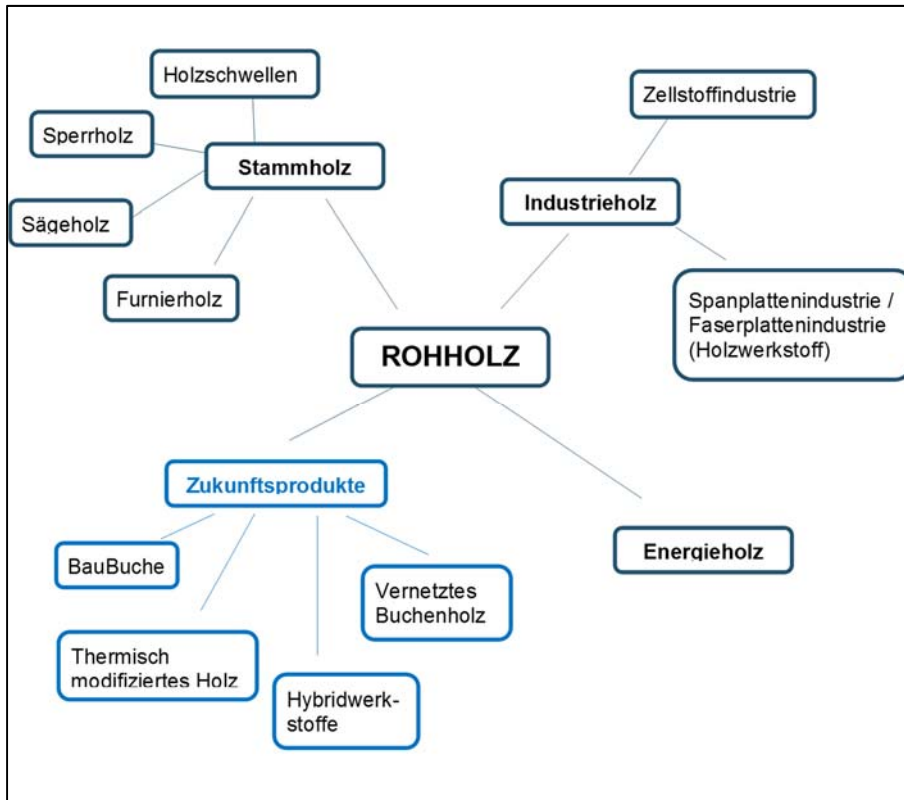 Holzschwellen
Sperrholz
Stammholz
Sägeholz
Furnierholz
Zellstoffindustrie
Industrieholz
Spanplattenindustrie /
Faserplattenindustrie
(Holzwerkstoff)
ROHHOLZ
Zukunftsprodukte
BauBuche
Thermisch
modifiziertes Holz
Hybridwerk-
stoffe
Vernetztes
Buchenholz
Energieholz